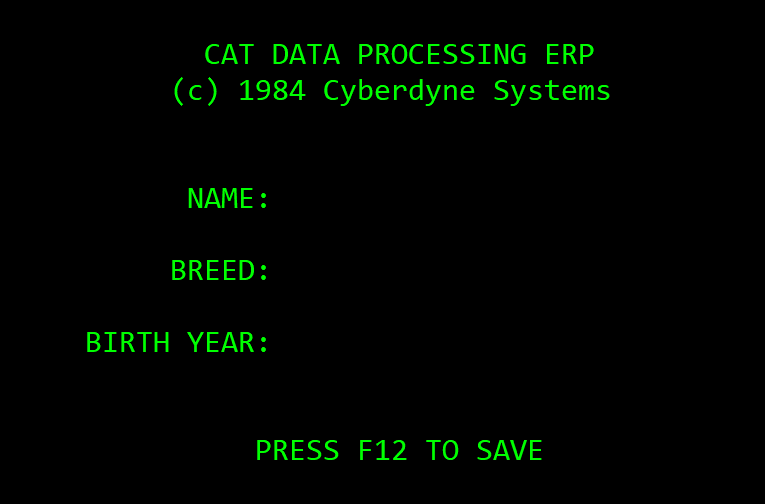 CAT DATA PROCESSING ERP
(c) 1984 Cyberdyne Systems
NAME:
BREED:
BIRTH YEAR:
PRESS F12 TO SAVE